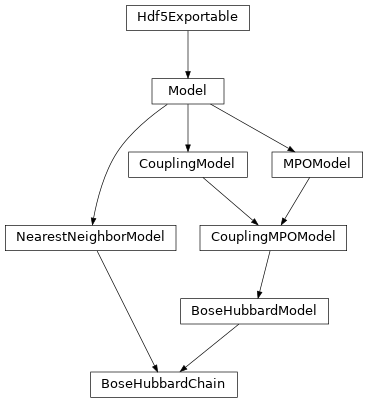 Hdf5Exportable
Model
CouplingModel
MPOModel
NearestNeighborModel
CouplingMPOModel
BoseHubbardModel
BoseHubbardChain